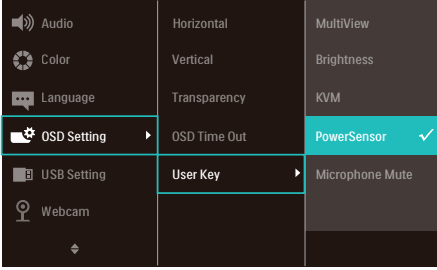 Audio
Color
Language
OSD Setting
USB Setting
Webcam
Horizontal
Vertical
Transparency
OSD Time Out
User Key
MultiView
Brightness
KVM
PowerSensor
Microphone Mute